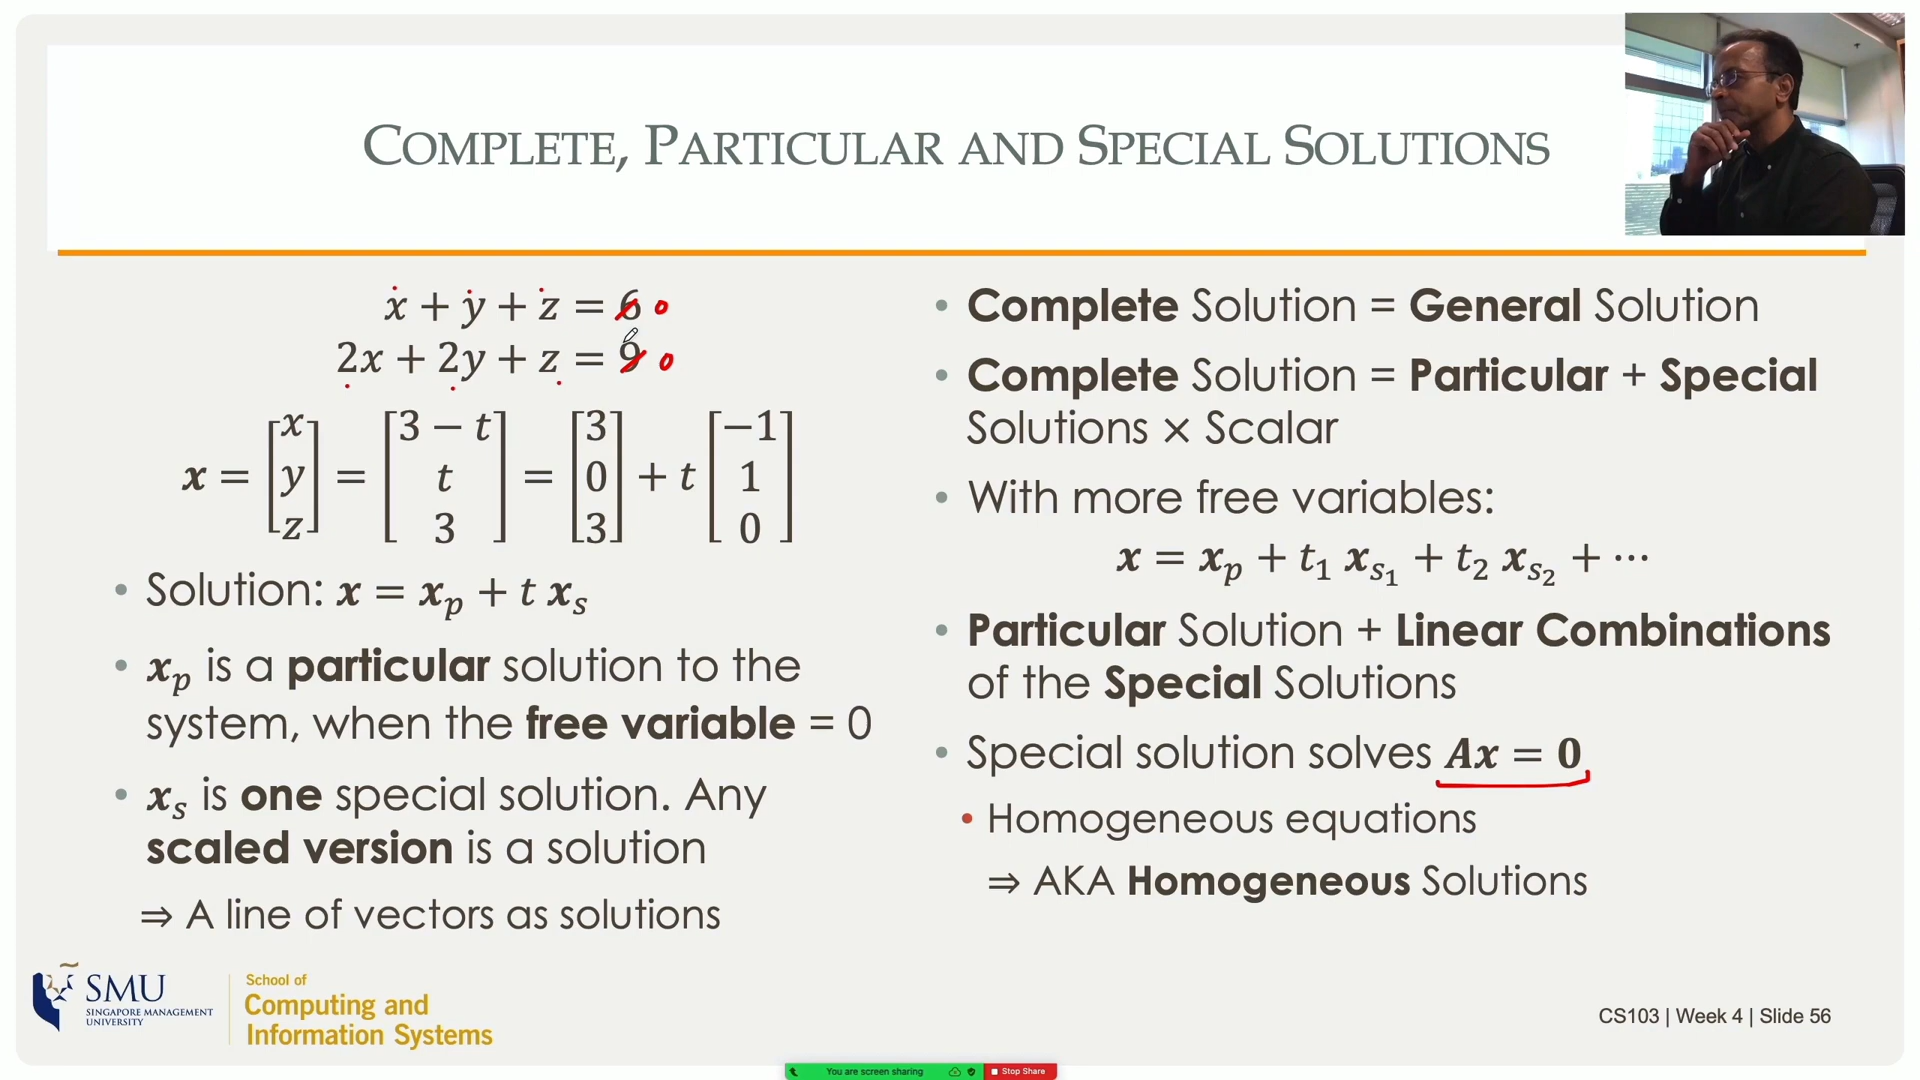 COMPLETE, PARTICULAR AND SPECIAL SOLUTIONS
x + y + z = 6 0
2x + 2y + z = 9 0
x = [x y z] = [3 − t t 3] = [3 0 3] + t [−1 1 0]
• Solution: x = xₚ + t xₛ
• xₚ is a particular solution to the
system, when the free variable = 0
• xₛ is one special solution. Any
scaled version is a solution
⇒ A line of vectors as solutions
• Complete Solution = General Solution
• Complete Solution = Particular + Special
Solutions × Scalar
• With more free variables:
x = xₚ + t₁ xₛ₁ + t₂ xₛ₂ + ⋯
• Particular Solution + Linear Combinations
of the Special Solutions
• Special solution solves Ax = 0
• Homogeneous equations
⇒ AKA Homogeneous Solutions
SMU
SINGAPORE MANAGEMENT
UNIVERSITY
School of
Computing and
Information Systems
CS103 | Week 4 | Slide 56
You are screen sharing
Stop Share